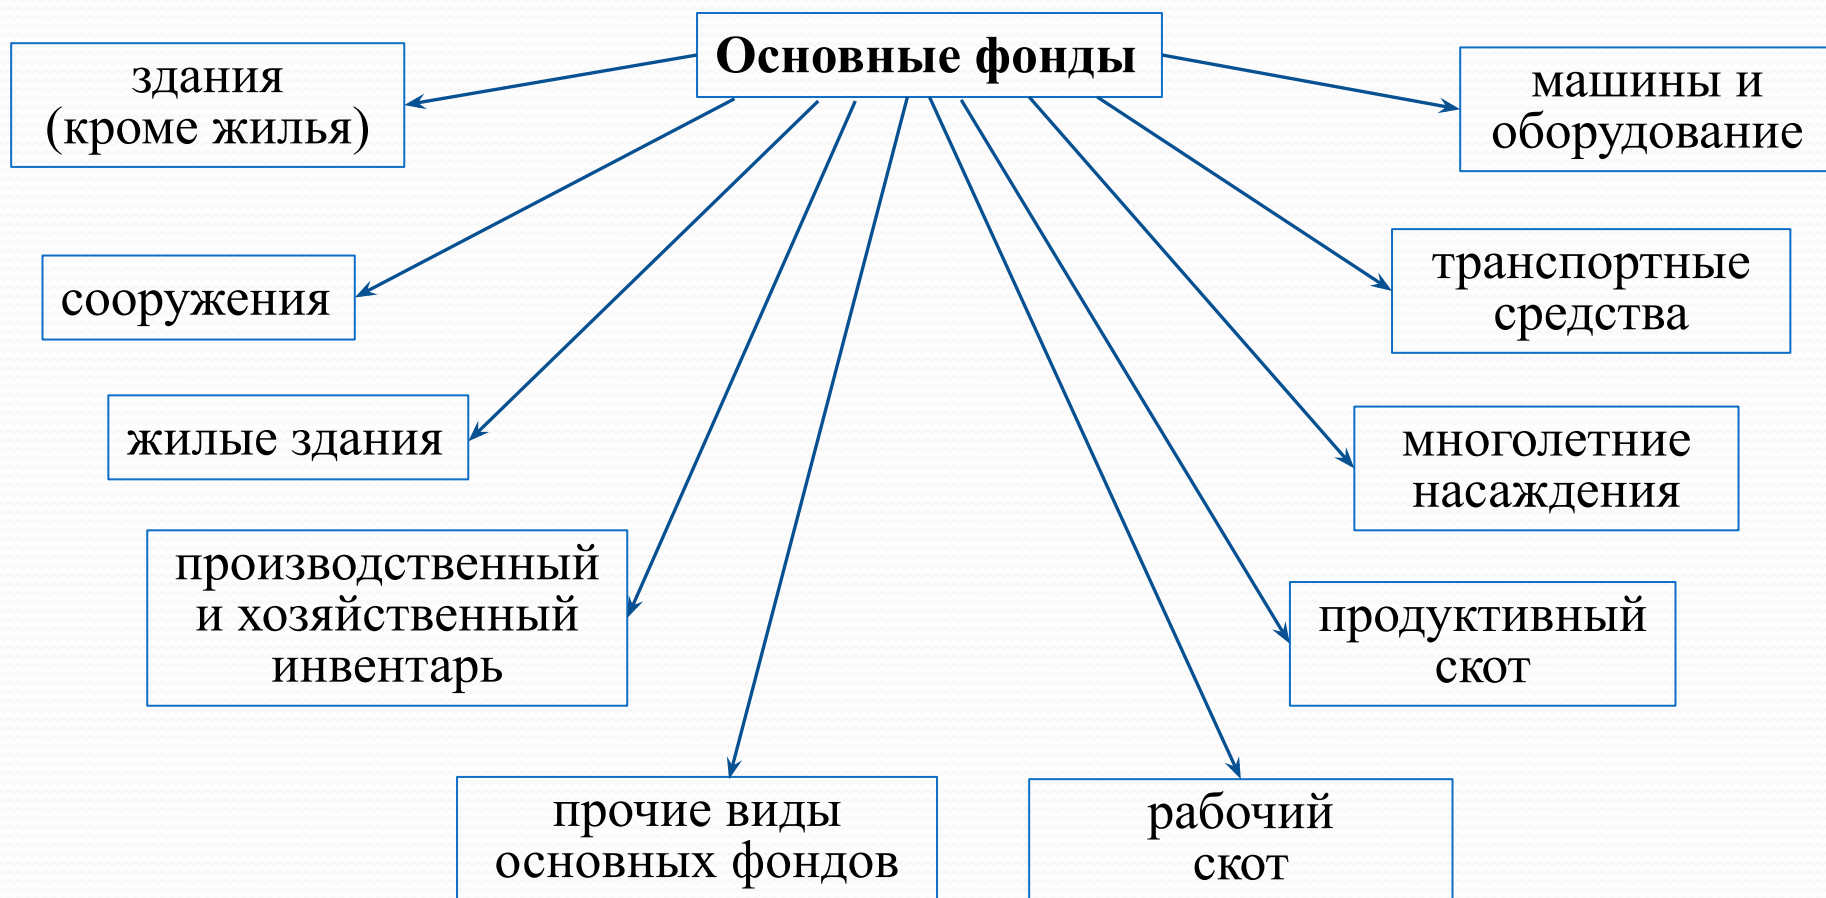 Основные фонды
здания
(кроме жилья)
машины и
оборудование
сооружения
транспортные
средства
жилые здания
многолетние
насаждения
производственный
и хозяйственный
инвентарь
продуктивный
скот
прочие виды
основных фондов
рабочий
скот